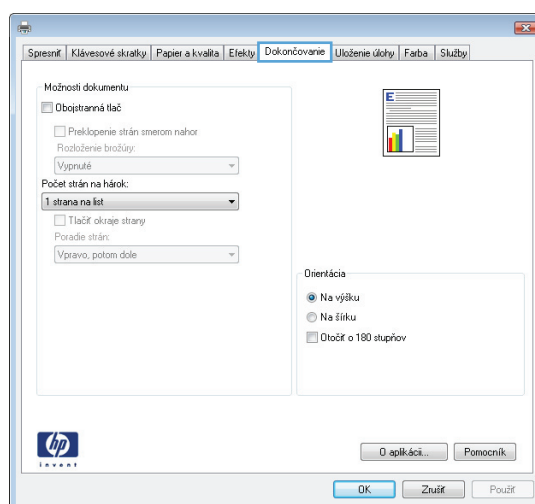 Spresniť Klávesové skratky Papier a kvalita Efekty Dokončovanie Uloženie úlohy Farba Služby
Možnosti dokumentu
Obojstranná tlač
Preklopenie strán smerom nahor
Rozloženie brožúry:
Vypnuté
Počet strán na hárok:
1 strana na list
Tlačiť okraje strany
Poradie strán:
Vpravo, potom dole
E
Orientácia
Na výšku
Na šírku
Otočiť o 180 stupňov
hp
invent
O aplikácii... Pomocník
OK Zrušiť Použiť